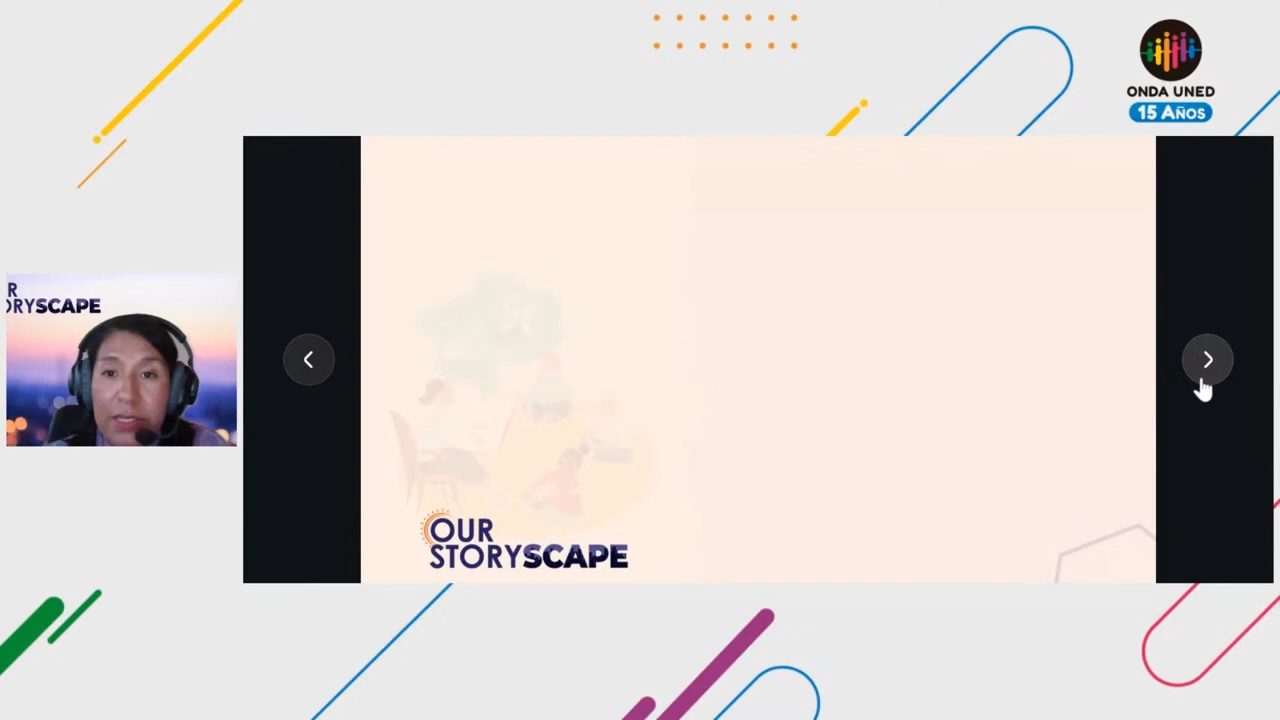 ONDA UNED
15 AÑOS
R
ORYSCAPE
OUR
STORYSCAPE